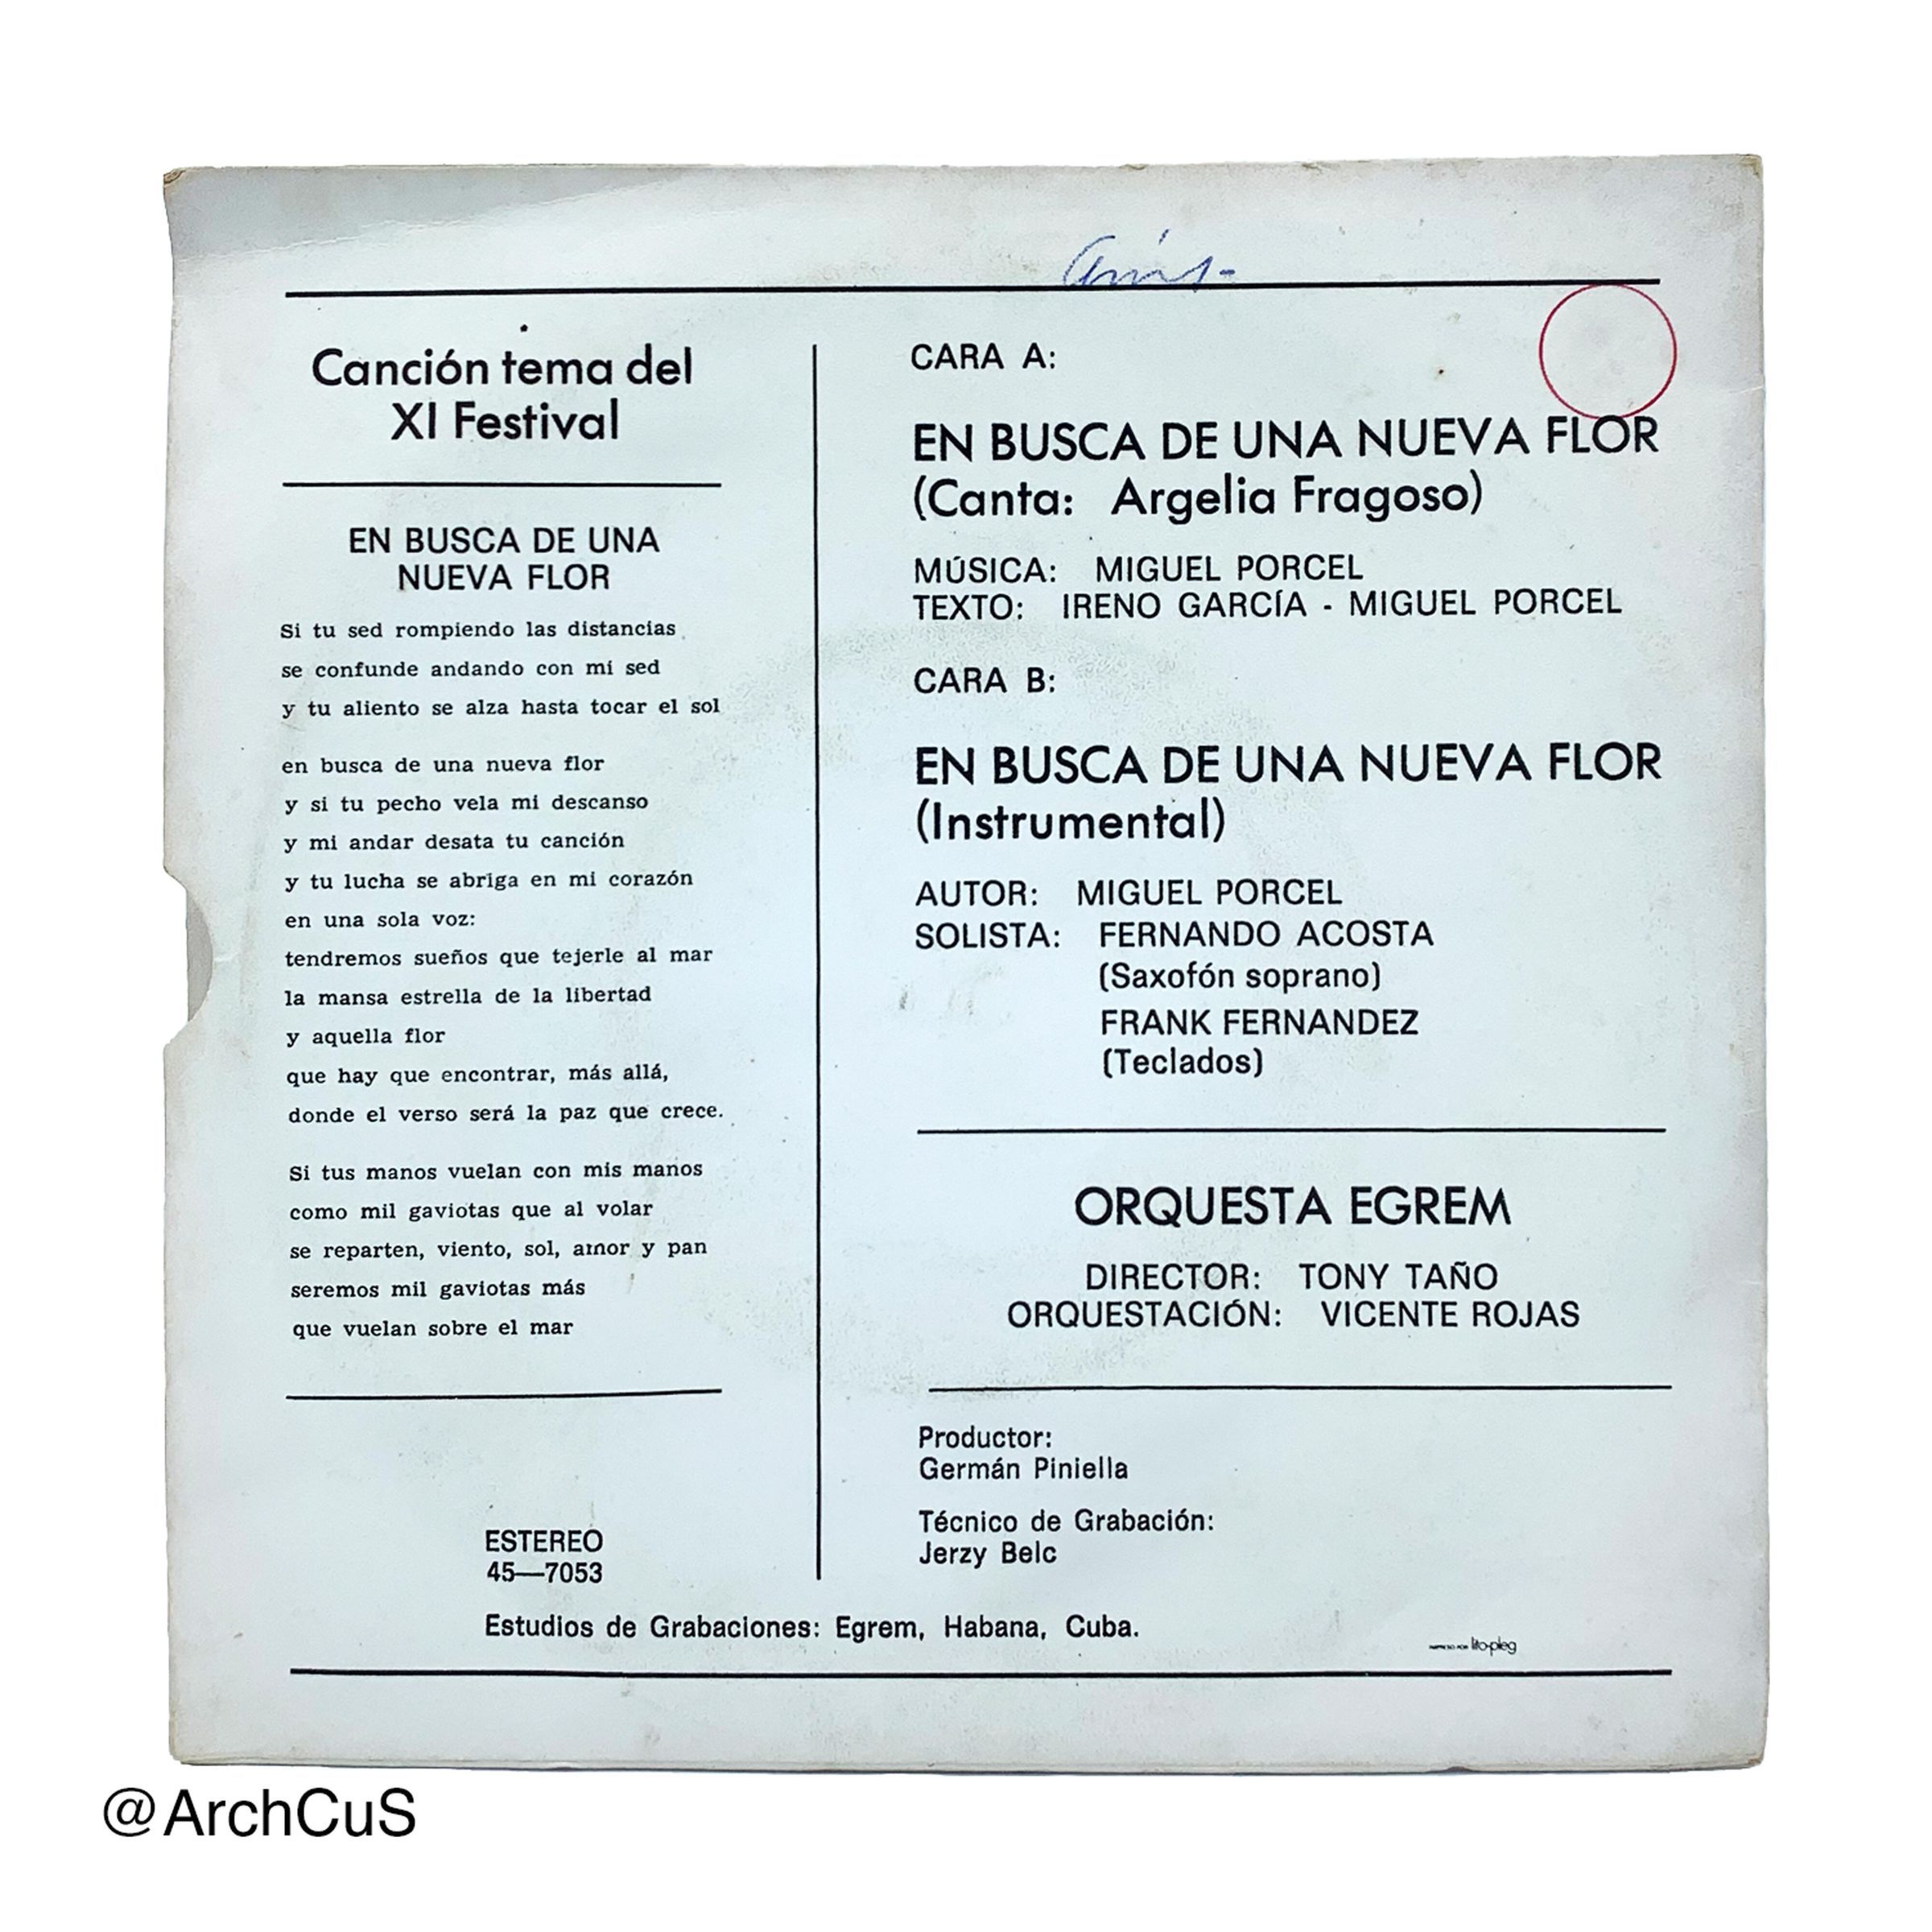 Canción tema del
XI Festival
EN BUSCA DE UNA
NUEVA FLOR
Si tu sed rompiendo las distancias
se confunde andando con mi sed
y tu aliento se alza hasta tocar el sol
en busca de una nueva flor
y si tu pecho vela mi descanso
y mi andar desata tu canción
y tu lucha se abriga en mi corazón
en una sola voz:
tendremos sueños que tejerle al mar
la mansa estrella de la libertad
y aquella flor
que hay que encontrar, más allá,
donde el verso será la paz que crece.
Si tus manos vuelan con mis manos
como mil gaviotas que al volar
se reparten, viento, sol, amor y pan
seremos mil gaviotas más
que vuelan sobre el mar
ESTEREO
45—7053
CARA A:
EN BUSCA DE UNA NUEVA FLOR
(Canta: Argelia Fragoso)
MÚSICA: MIGUEL PORCEL
TEXTO: IRENO GARCÍA - MIGUEL PORCEL
CARA B:
EN BUSCA DE UNA NUEVA FLOR
(Instrumental)
AUTOR: MIGUEL PORCEL
SOLISTA: FERNANDO ACOSTA
(Saxofón soprano)
FRANK FERNANDEZ
(Teclados)
ORQUESTA EGREM
DIRECTOR: TONY TAÑO
ORQUESTACIÓN: VICENTE ROJAS
Productor:
Germán Piniella
Técnico de Grabación:
Jerzy Belc
Estudios de Grabaciones: Egrem, Habana, Cuba.
lito-pleg
@ArchCuS